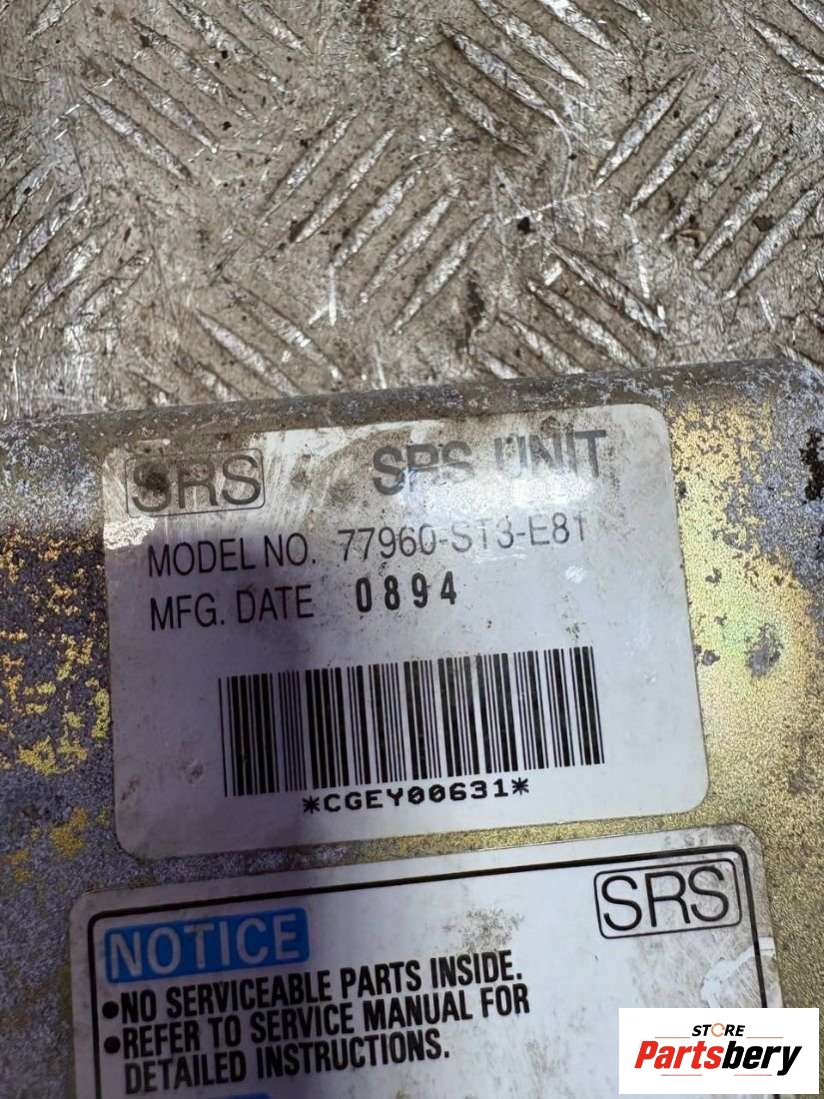 SRS SRS UNIT
MODEL NO. 77960-ST3-E81
MFG. DATE 0894
*CGEY00631*
SRS
NOTICE
•NO SERVICEABLE PARTS INSIDE.
•REFER TO SERVICE MANUAL FOR
DETAILED INSTRUCTIONS.
STORE
Partsbery